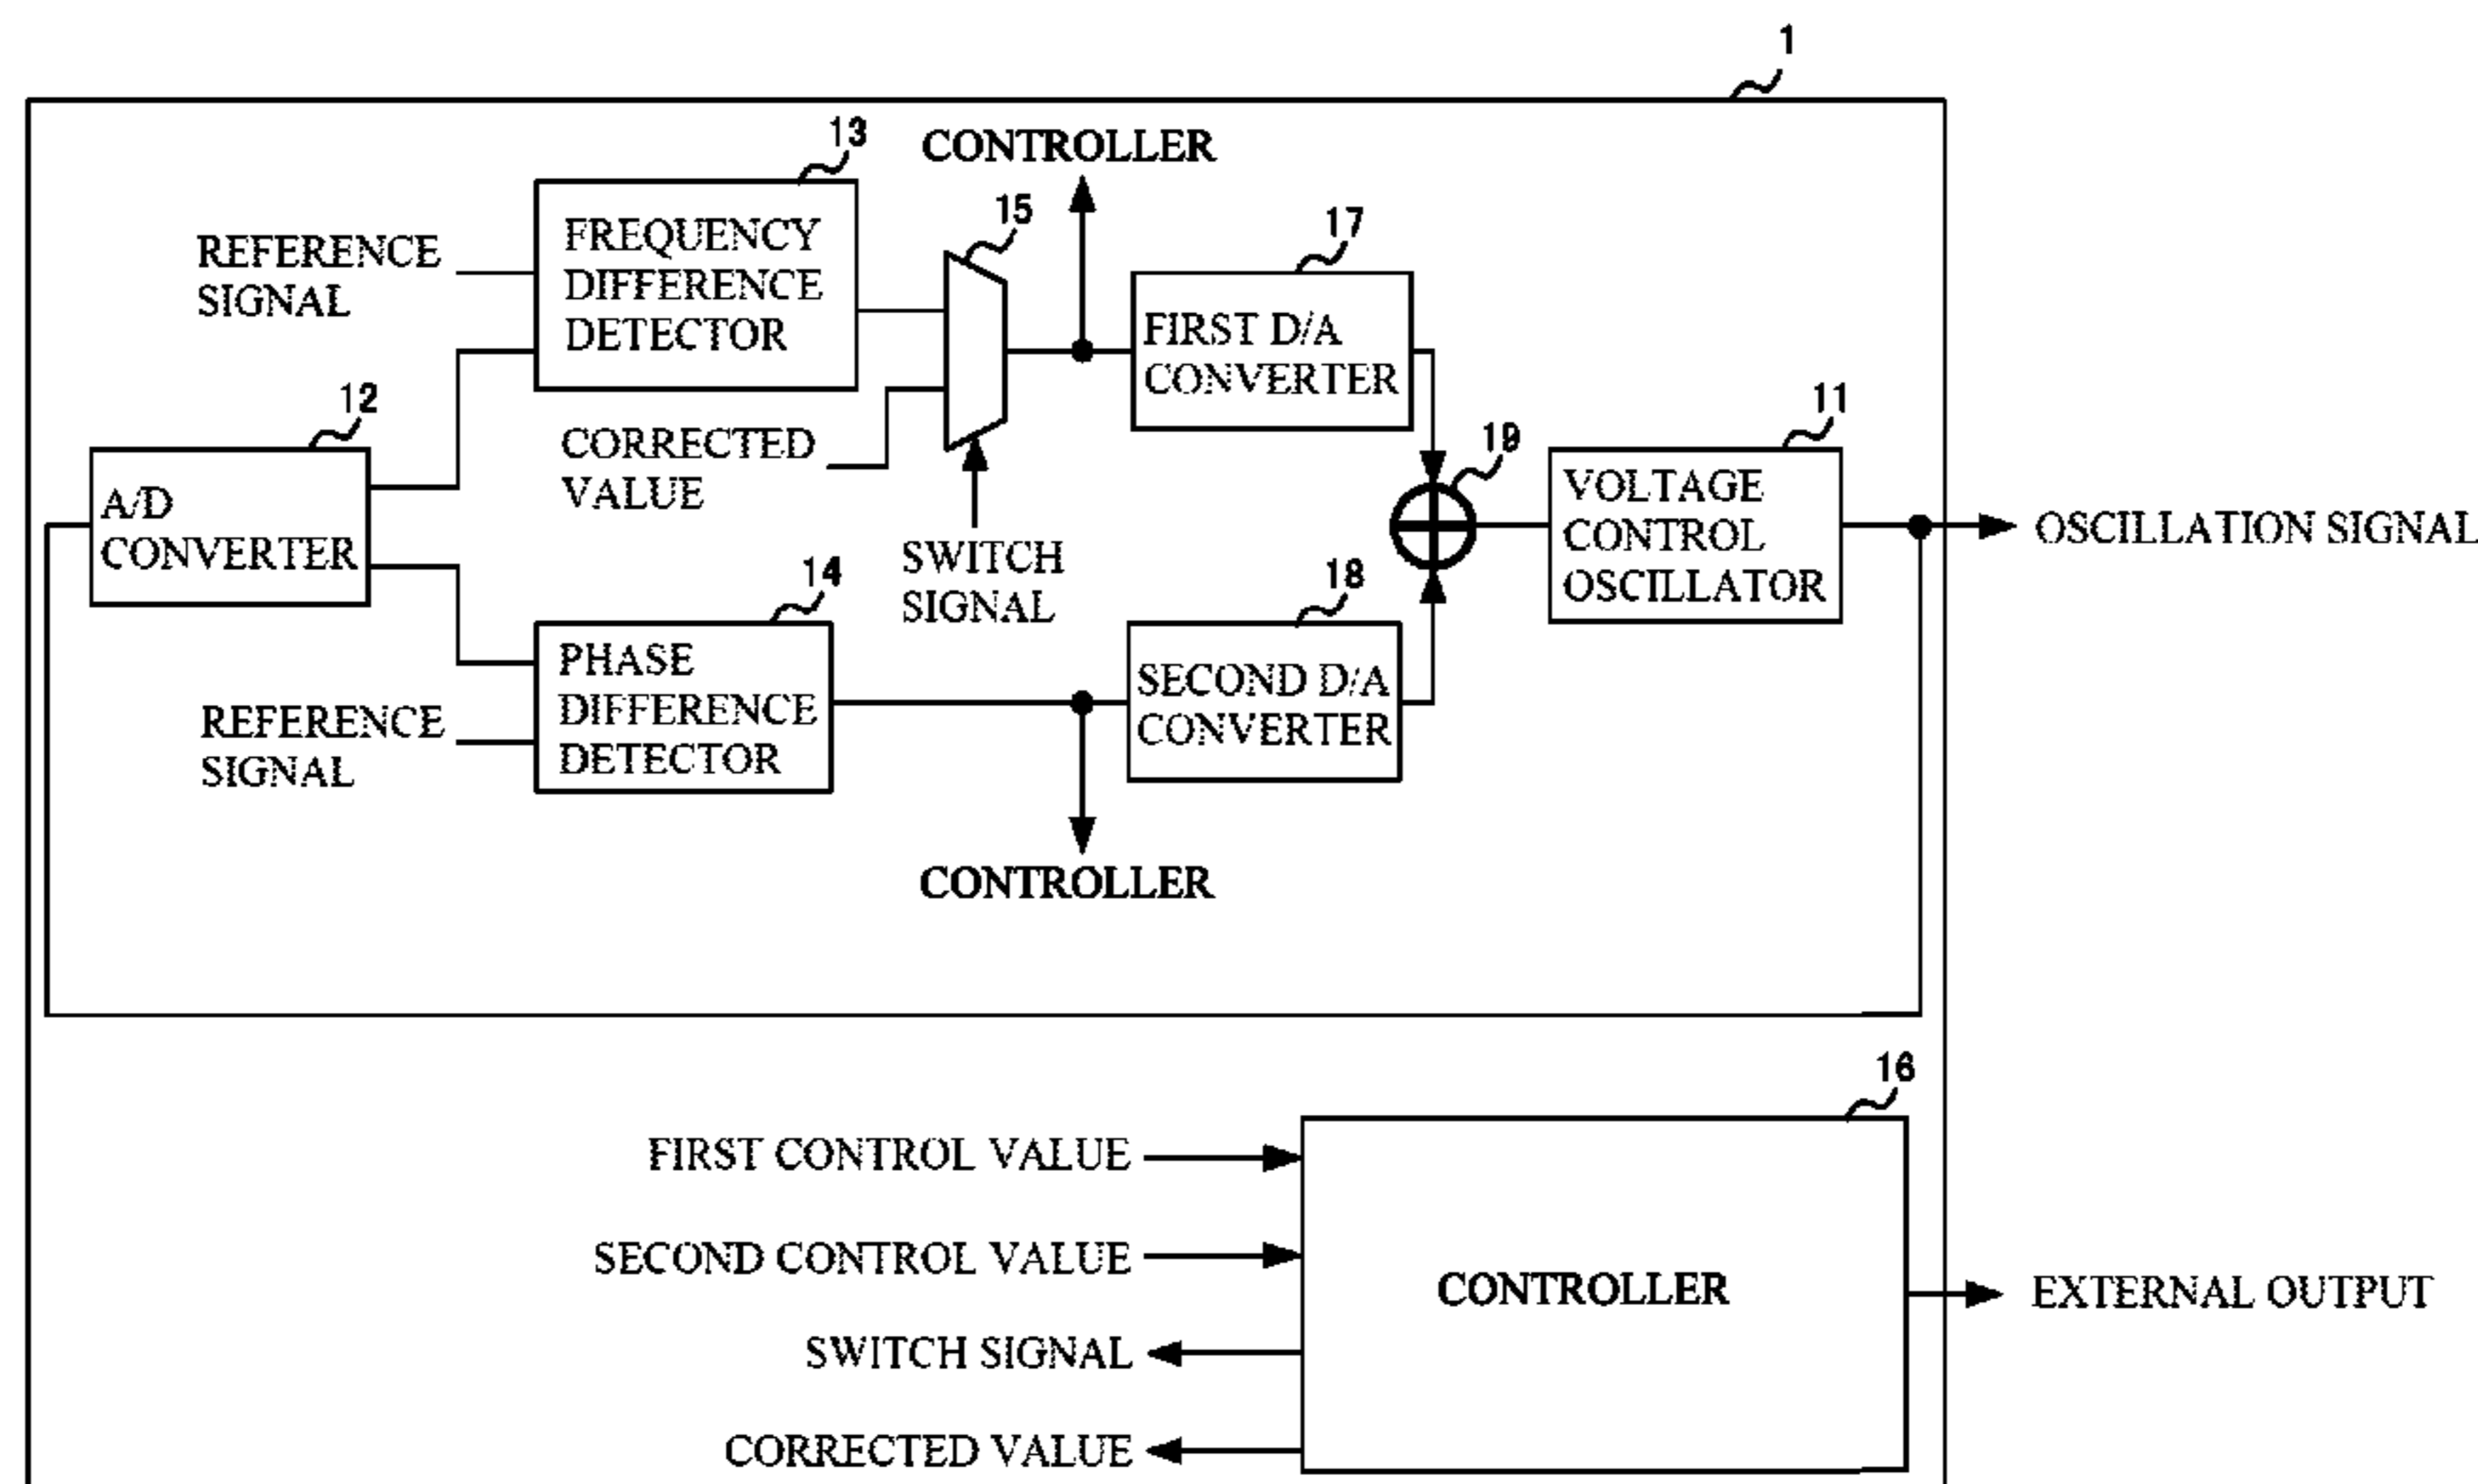 1
13
CONTROLLER
15
17
REFERENCE
SIGNAL
FREQUENCY
DIFFERENCE
DETECTOR
FIRST D/A
CONVERTER
12
11
CORRECTED
VALUE
19
A/D
CONVERTER
VOLTAGE
CONTROL
OSCILLATOR
OSCILLATION SIGNAL
SWITCH
SIGNAL
14
18
PHASE
DIFFERENCE
DETECTOR
SECOND D/A
CONVERTER
REFERENCE
SIGNAL
CONTROLLER
16
FIRST CONTROL VALUE
SECOND CONTROL VALUE
CONTROLLER
EXTERNAL OUTPUT
SWITCH SIGNAL
CORRECTED VALUE